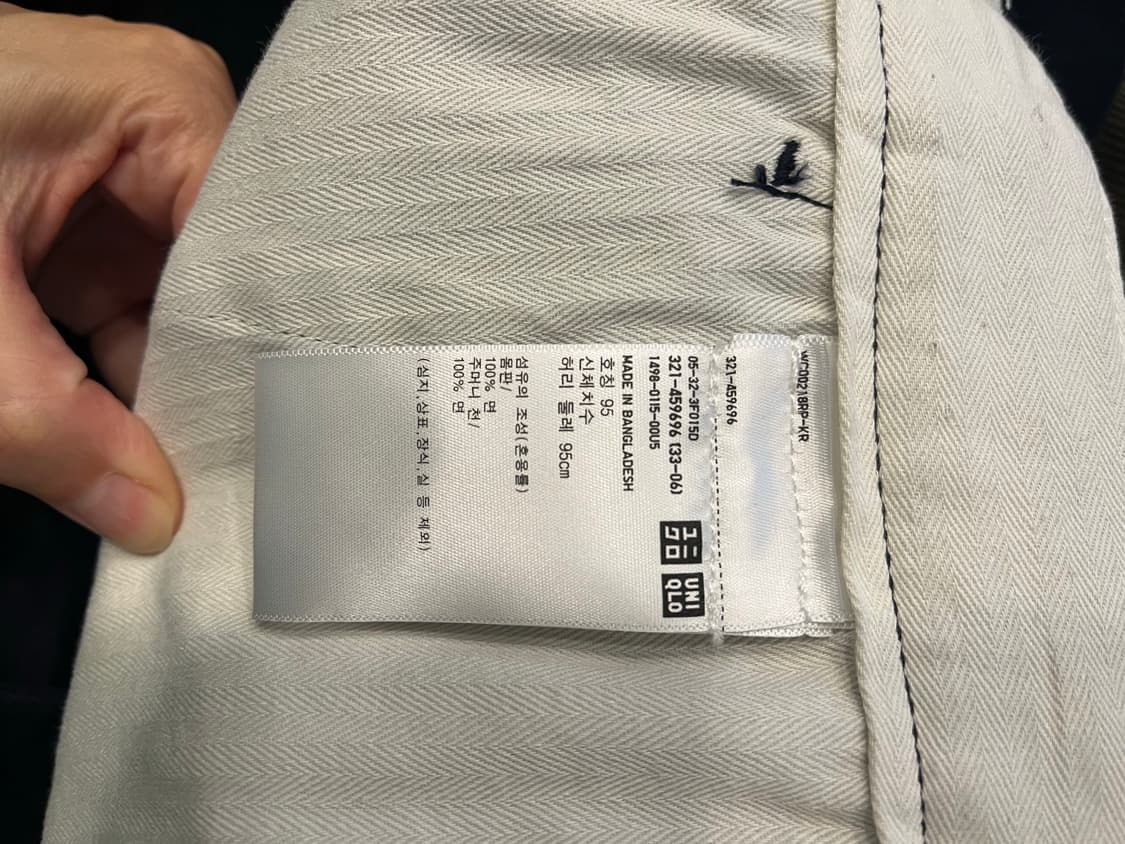 WC00218RP-KR
321-459696
05-32-3F015D
321-459696 (33-06)
1498-0115-00U5
ユニ
クロ
UNI
QLO
MADE IN BANGLADESH
호칭 95
신체치수
허리 둘레 95cm
섬유의 조성(혼용률)
몸판/
100% 면
주머니 천/
100% 면
(심지,상표,장식,실 등 제외)